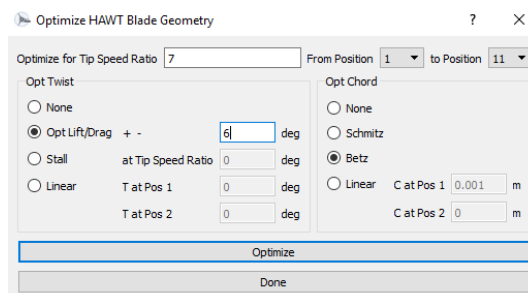 Optimize HAWT Blade Geometry ? ×
Optimize for Tip Speed Ratio 7 From Position 1 to Position 11
Opt Twist
None
Opt Lift/Drag + - 6 deg
Stall at Tip Speed Ratio 0 deg
Linear T at Pos 1 0 deg
T at Pos 2 0 deg
Opt Chord
None
Schmitz
Betz
Linear C at Pos 1 0.001 m
C at Pos 2 0 m
Optimize
Done